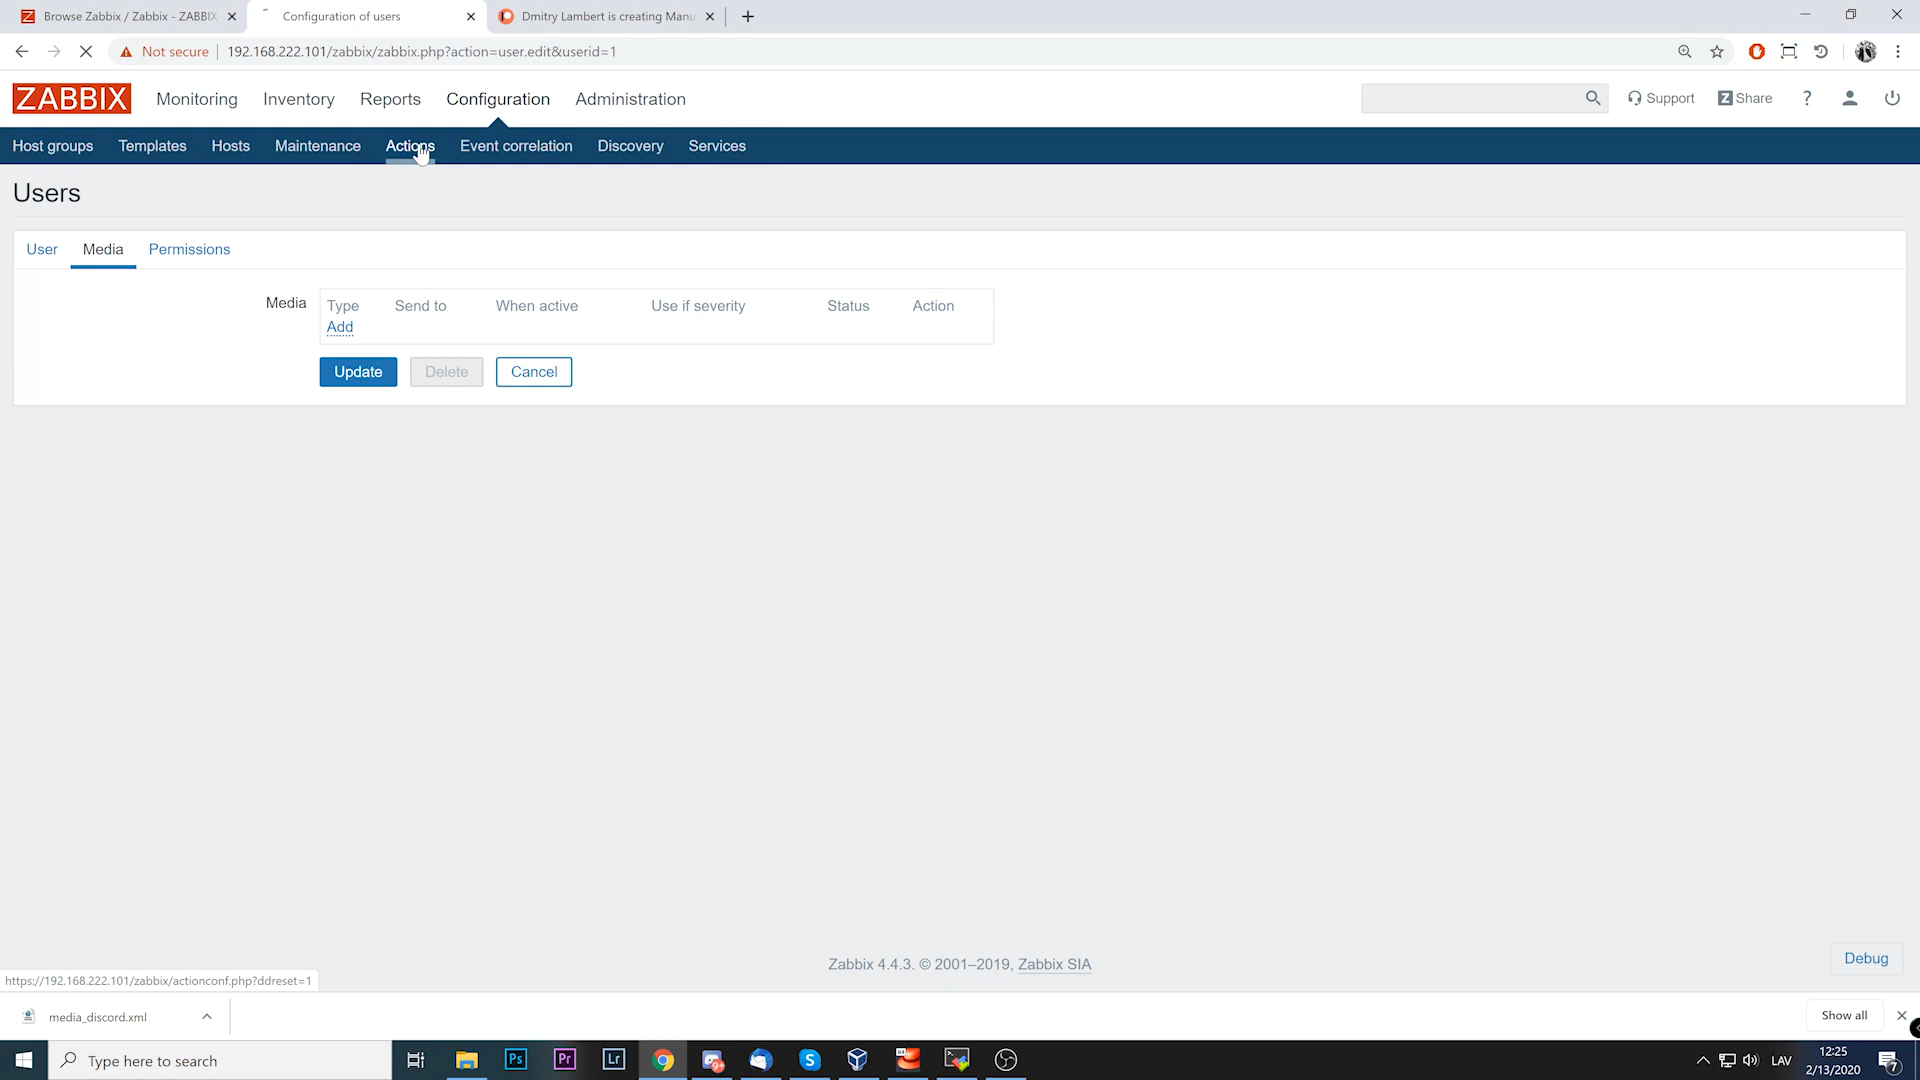 Browse Zabbix / Zabbix - ZABBIX
Configuration of users
Dmitry Lambert is creating Manu
Not secure
192.168.222.101/zabbix/zabbix.php?action=user.edit&userid=1
ZABBIX
Monitoring
Inventory
Reports
Configuration
Administration
Support
Z Share
?
Host groups
Templates
Hosts
Maintenance
Actions
Event correlation
Discovery
Services
Users
User
Media
Permissions
Media
Type
Send to
When active
Use if severity
Status
Action
Add
Update
Delete
Cancel
Zabbix 4.4.3. © 2001–2019, Zabbix SIA
Debug
https://192.168.222.101/zabbix/actionconf.php?ddreset=1
media_discord.xml
Show all
Type here to search
Ps
Pr
Lr
LAV
12:25
2/13/2020
7